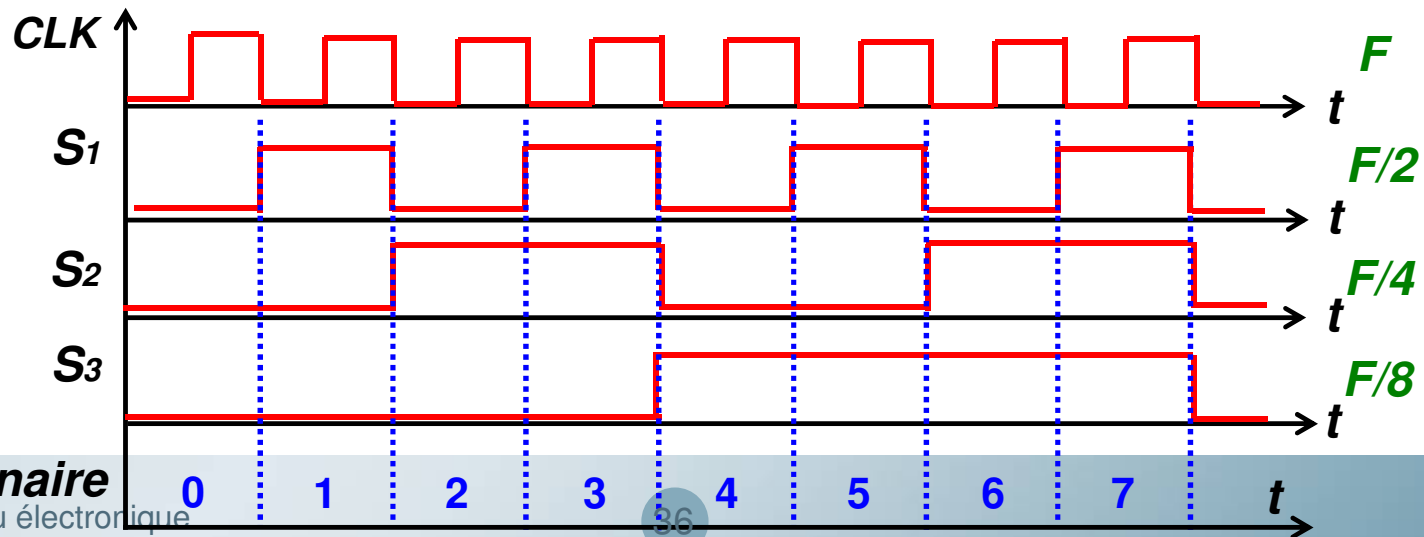 CLK F
t
S1 F/2
t
S2 F/4
t
S3 F/8
t
naire 0 1 2 3 4 5 6 7 t
électronique 36